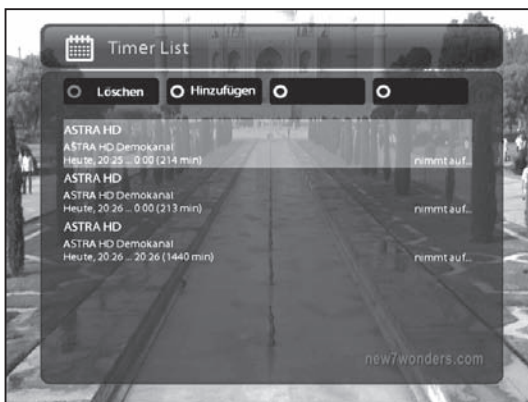 Timer List
Löschen Hinzufügen
ASTRA HD
ASTRA HD Demokanal
Heute, 20:25 ... 0:00 (214 min) nimmt auf...
ASTRA HD
ASTRA HD Demokanal
Heute, 20:26 ... 0:00 (213 min) nimmt auf...
ASTRA HD
ASTRA HD Demokanal
Heute, 20:26 ... 20:26 (1440 min) nimmt auf...
new7wonders.com